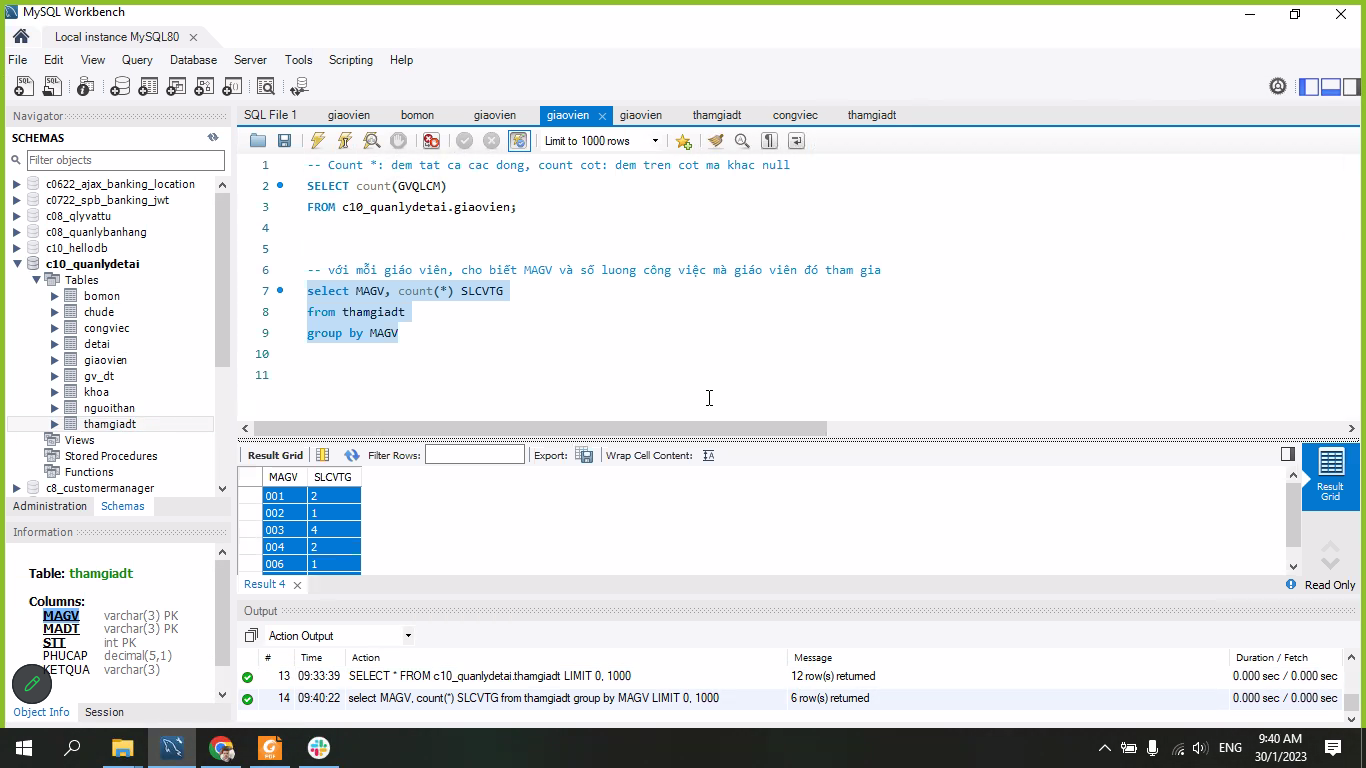 MySQL Workbench
Local instance MySQL80
File Edit View Query Database Server Tools Scripting Help
Navigator
SCHEMAS
Filter objects
c0622_ajax_banking_location
c0722_spb_banking_jwt
c08_qlyvattu
c08_quanlybanhang
c10_hellodb
c10_quanlydetai
Tables
bomon
chude
congviec
detai
giaovien
gv_dt
khoa
nguoithan
thamgiadt
Views
Stored Procedures
Functions
c8_customermanager
Administration Schemas
Information
Table: thamgiadt
Columns:
MAGV varchar(3) PK
MADT varchar(3) PK
STT int PK
PHUCAP decimal(5,1)
KETQUA varchar(3)
Object Info Session
SQL File 1 giaovien bomon giaovien giaovien giaovien thamgiadt congviec thamgiadt
Limit to 1000 rows
1 -- Count *: dem tat ca cac dong, count cot: dem tren cot ma khac null
2 SELECT count(GVQLCM)
3 FROM c10_quanlydetai.giaovien;
4
5
6 -- với mỗi giáo viên, cho biết MAGV và số luong công việc mà giáo viên đó tham gia
7 select MAGV, count(*) SLCVTG
8 from thamgiadt
9 group by MAGV
10
11
Result Grid Filter Rows: Export: Wrap Cell Content:
MAGV SLCVTG
001 2
002 1
003 4
004 2
006 1
Result Grid
Result 4
Read Only
Output
Action Output
# Time Action Message Duration / Fetch
13 09:33:39 SELECT * FROM c10_quanlydetai.thamgiadt LIMIT 0, 1000 12 row(s) returned 0.000 sec / 0.000 sec
14 09:40:22 select MAGV, count(*) SLCVTG from thamgiadt group by MAGV LIMIT 0, 1000 6 row(s) returned 0.000 sec / 0.000 sec
ENG
9:40 AM
30/1/2023